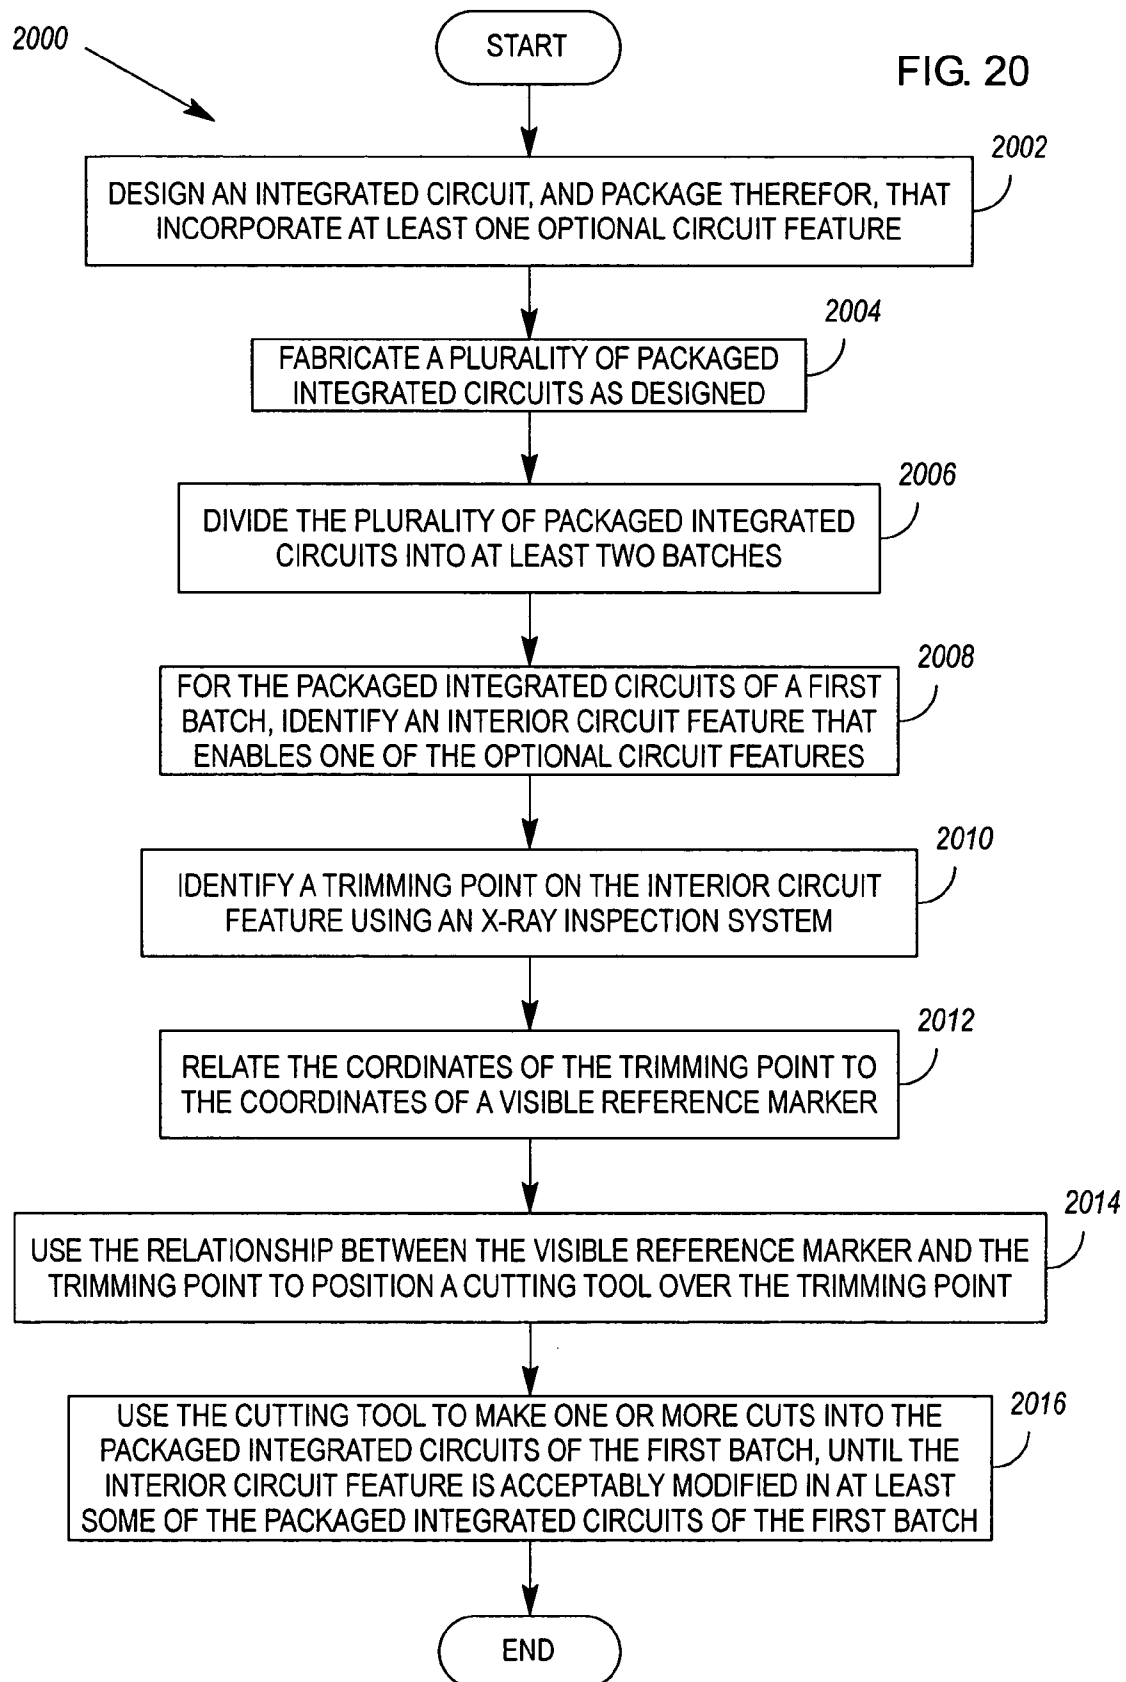 2000
START
FIG. 20
2002
DESIGN AN INTEGRATED CIRCUIT, AND PACKAGE THEREFOR, THAT
INCORPORATE AT LEAST ONE OPTIONAL CIRCUIT FEATURE
2004
FABRICATE A PLURALITY OF PACKAGED
INTEGRATED CIRCUITS AS DESIGNED
2006
DIVIDE THE PLURALITY OF PACKAGED INTEGRATED
CIRCUITS INTO AT LEAST TWO BATCHES
2008
FOR THE PACKAGED INTEGRATED CIRCUITS OF A FIRST
BATCH, IDENTIFY AN INTERIOR CIRCUIT FEATURE THAT
ENABLES ONE OF THE OPTIONAL CIRCUIT FEATURES
2010
IDENTIFY A TRIMMING POINT ON THE INTERIOR CIRCUIT
FEATURE USING AN X-RAY INSPECTION SYSTEM
2012
RELATE THE CORDINATES OF THE TRIMMING POINT TO
THE COORDINATES OF A VISIBLE REFERENCE MARKER
2014
USE THE RELATIONSHIP BETWEEN THE VISIBLE REFERENCE MARKER AND THE
TRIMMING POINT TO POSITION A CUTTING TOOL OVER THE TRIMMING POINT
2016
USE THE CUTTING TOOL TO MAKE ONE OR MORE CUTS INTO THE
PACKAGED INTEGRATED CIRCUITS OF THE FIRST BATCH, UNTIL THE
INTERIOR CIRCUIT FEATURE IS ACCEPTABLY MODIFIED IN AT LEAST
SOME OF THE PACKAGED INTEGRATED CIRCUITS OF THE FIRST BATCH
END